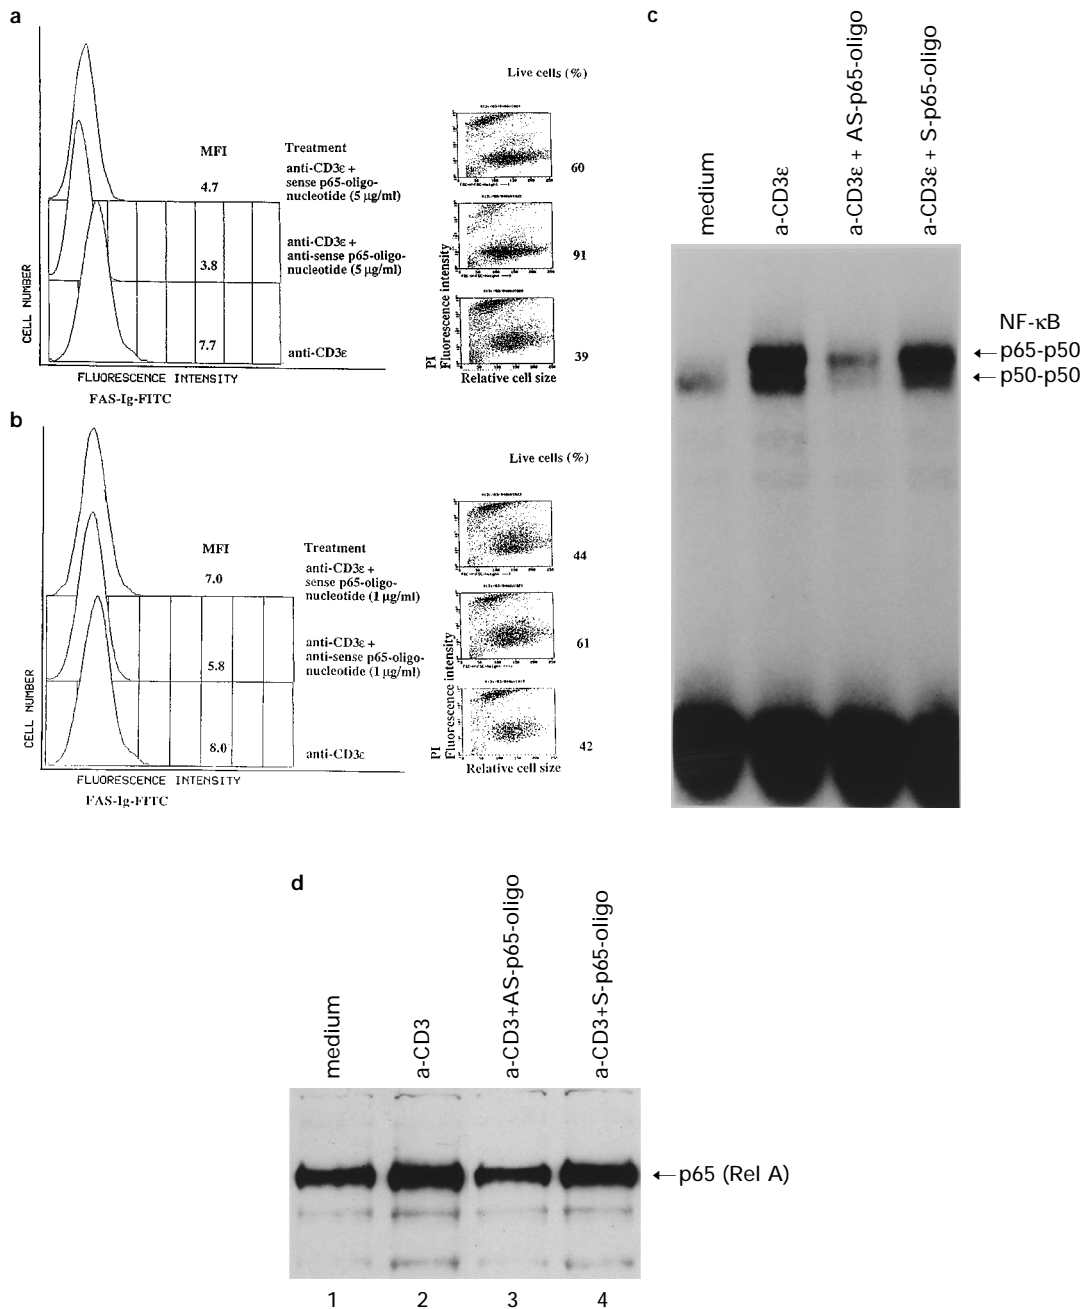 a
Live cells (%)
MFI
Treatment
4.7
anti-CD3ε +
sense p65-oligo-
nucleotide (5 µg/ml)
60
3.8
anti-CD3ε +
anti-sense p65-oligo-
nucleotide (5 µg/ml)
91
7.7
anti-CD3ε
39
CELL NUMBER
FLUORESCENCE INTENSITY
FAS-Ig-FITC
PI
Fluorescence intensity
Relative cell size
b
Live cells (%)
MFI
Treatment
7.0
anti-CD3ε +
sense p65-oligo-
nucleotide (1 µg/ml)
44
5.8
anti-CD3ε +
anti-sense p65-oligo-
nucleotide (1 µg/ml)
61
8.0
anti-CD3ε
42
CELL NUMBER
FLUORESCENCE INTENSITY
FAS-Ig-FITC
PI
Fluorescence intensity
Relative cell size
c
medium
a-CD3ε
a-CD3ε + AS-p65-oligo
a-CD3ε + S-p65-oligo
NF-κB
←p65-p50
←p50-p50
d
medium
a-CD3
a-CD3+AS-p65-oligo
a-CD3+S-p65-oligo
←p65 (Rel A)
1 2 3 4